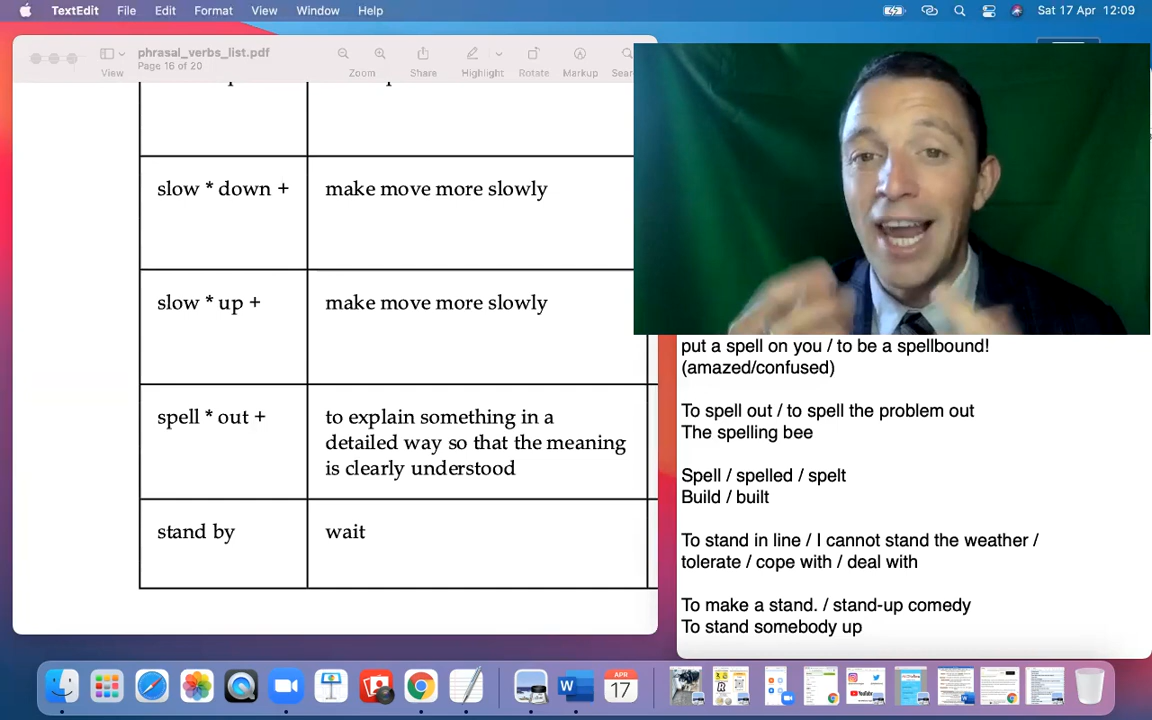 TextEdit File Edit Format View Window Help Sat 17 Apr 12:09
phrasal_verbs_list.pdf
Page 16 of 20
View Zoom Share Highlight Rotate Markup
slow * down + make move more slowly
slow * up + make move more slowly
spell * out + to explain something in a
detailed way so that the meaning
is clearly understood
stand by wait
put a spell on you / to be a spellbound!
(amazed/confused)
To spell out / to spell the problem out
The spelling bee
Spell / spelled / spelt
Build / built
To stand in line / I cannot stand the weather /
tolerate / cope with / deal with
To make a stand. / stand-up comedy
To stand somebody up
APR
17
W